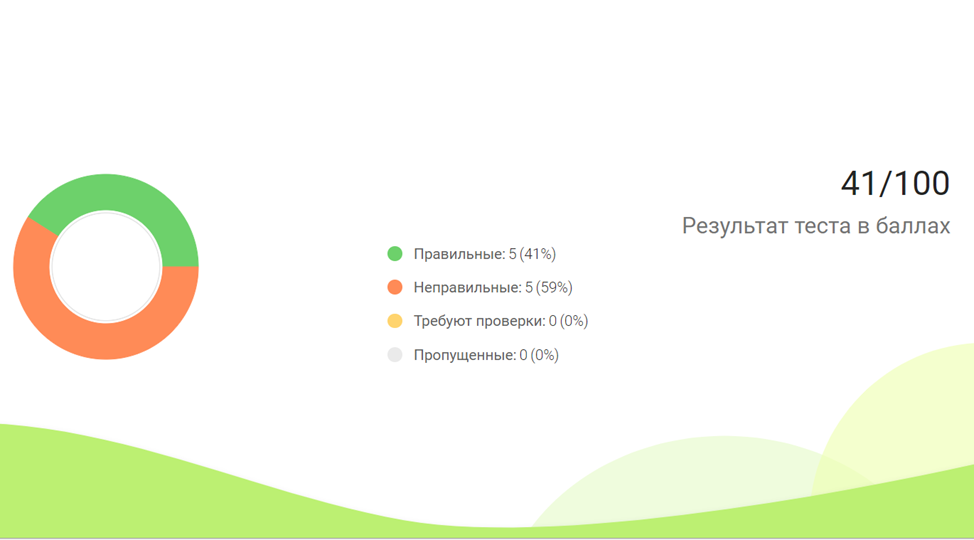 41/100
Результат теста в баллах
Правильные: 5 (41%)
Неправильные: 5 (59%)
Требуют проверки: 0 (0%)
Пропущенные: 0 (0%)